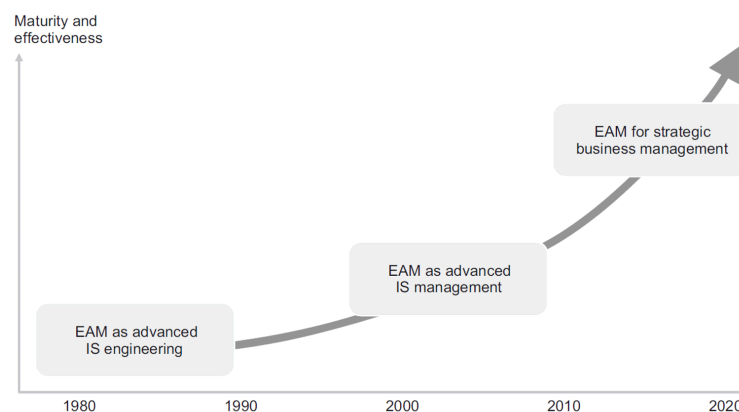 Maturity and
effectiveness
EAM for strategic
business management
EAM as advanced
IS management
EAM as advanced
IS engineering
1980
1990
2000
2010
2020